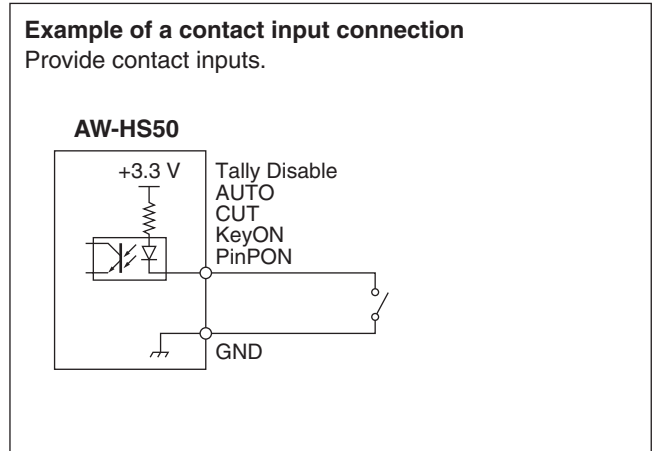 Example of a contact input connection
Provide contact inputs.
AW-HS50
+3.3 V
Tally Disable
AUTO
CUT
KeyON
PinPON
GND